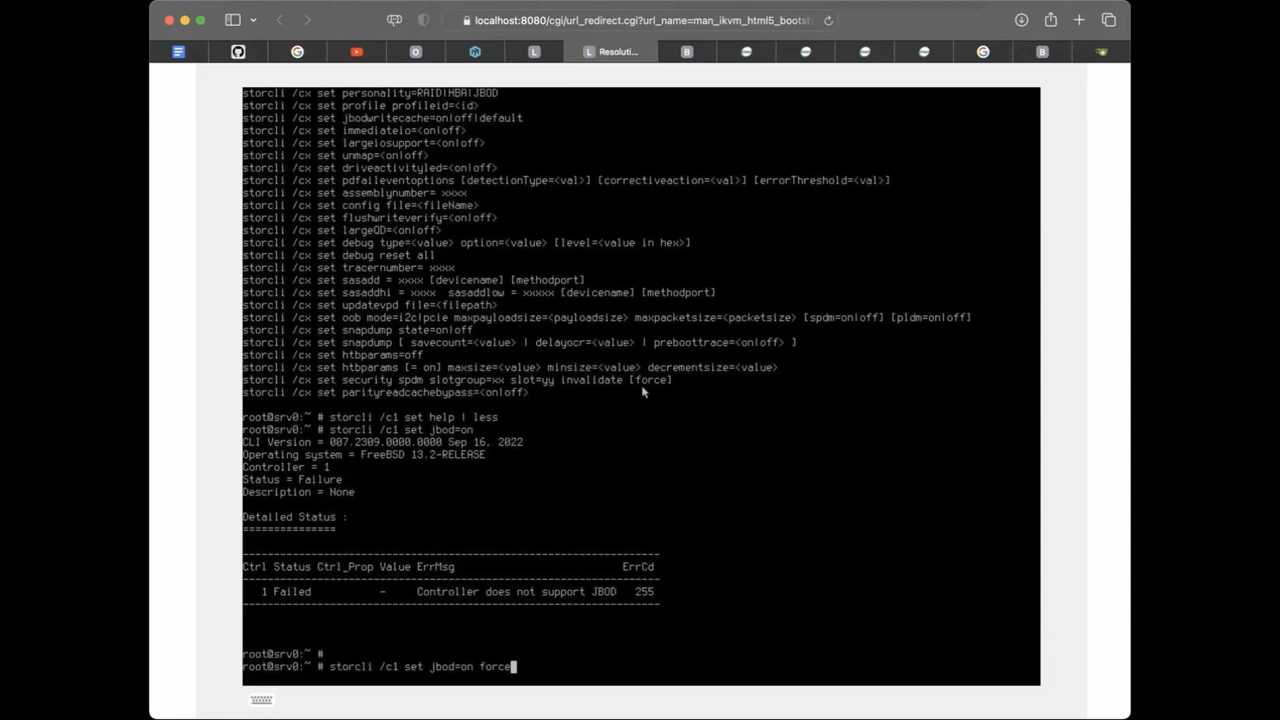 localhost:8080/cgi/url_redirect.cgi?url_name=man_ikvm_html5_bootst
L Resoluti...
storcli /cx set personality=RAID|HBA|JBOD
storcli /cx set profile profileid=<id>
storcli /cx set jbodwritecache=on|off|default
storcli /cx set immediateio=<on|off>
storcli /cx set largeiosupport=<on|off>
storcli /cx set unmap=<on|off>
storcli /cx set driveactivityled=<on|off>
storcli /cx set pdfaileventoptions [detectionType=<val>] [correctiveaction=<val>] [errorThreshold=<val>]
storcli /cx set assemblynumber= xxxx
storcli /cx set config file=<fileName>
storcli /cx set flushwriteverify=<on|off>
storcli /cx set largeQD=<on|off>
storcli /cx set debug type=<value> option=<value> [level=<value in hex>]
storcli /cx set debug reset all
storcli /cx set tracernumber= xxxx
storcli /cx set sasadd = xxxx [devicename] [methodport]
storcli /cx set sasaddhi = xxxx  sasaddlow = xxxxx [devicename] [methodport]
storcli /cx set updatevpd file=<filepath>
storcli /cx set oob mode=i2c|pcie maxpayloadsize=<payloadsize> maxpacketsize=<packetsize> [spdm=on|off] [pldm=on|off]
storcli /cx set snapdump state=on|off
storcli /cx set snapdump [ savecount=<value> | delayocr=<value> | preboottrace=<on|off> ]
storcli /cx set htbparams=off
storcli /cx set htbparams [= on] maxsize=<value> minsize=<value> decrementsize=<value>
storcli /cx set security spdm slotgroup=xx slot=yy invalidate [force]
storcli /cx set parityreadcachebypass=<on|off>
root@srv0:~ # storcli /c1 set help | less
root@srv0:~ # storcli /c1 set jbod=on
CLI Version = 007.2309.0000.0000 Sep 16, 2022
Operating system = FreeBSD 13.2-RELEASE
Controller = 1
Status = Failure
Description = None
Detailed Status :
===============
Ctrl Status Ctrl_Prop Value ErrMsg ErrCd
1 Failed - Controller does not support JBOD 255
root@srv0:~ #
root@srv0:~ # storcli /c1 set jbod=on force